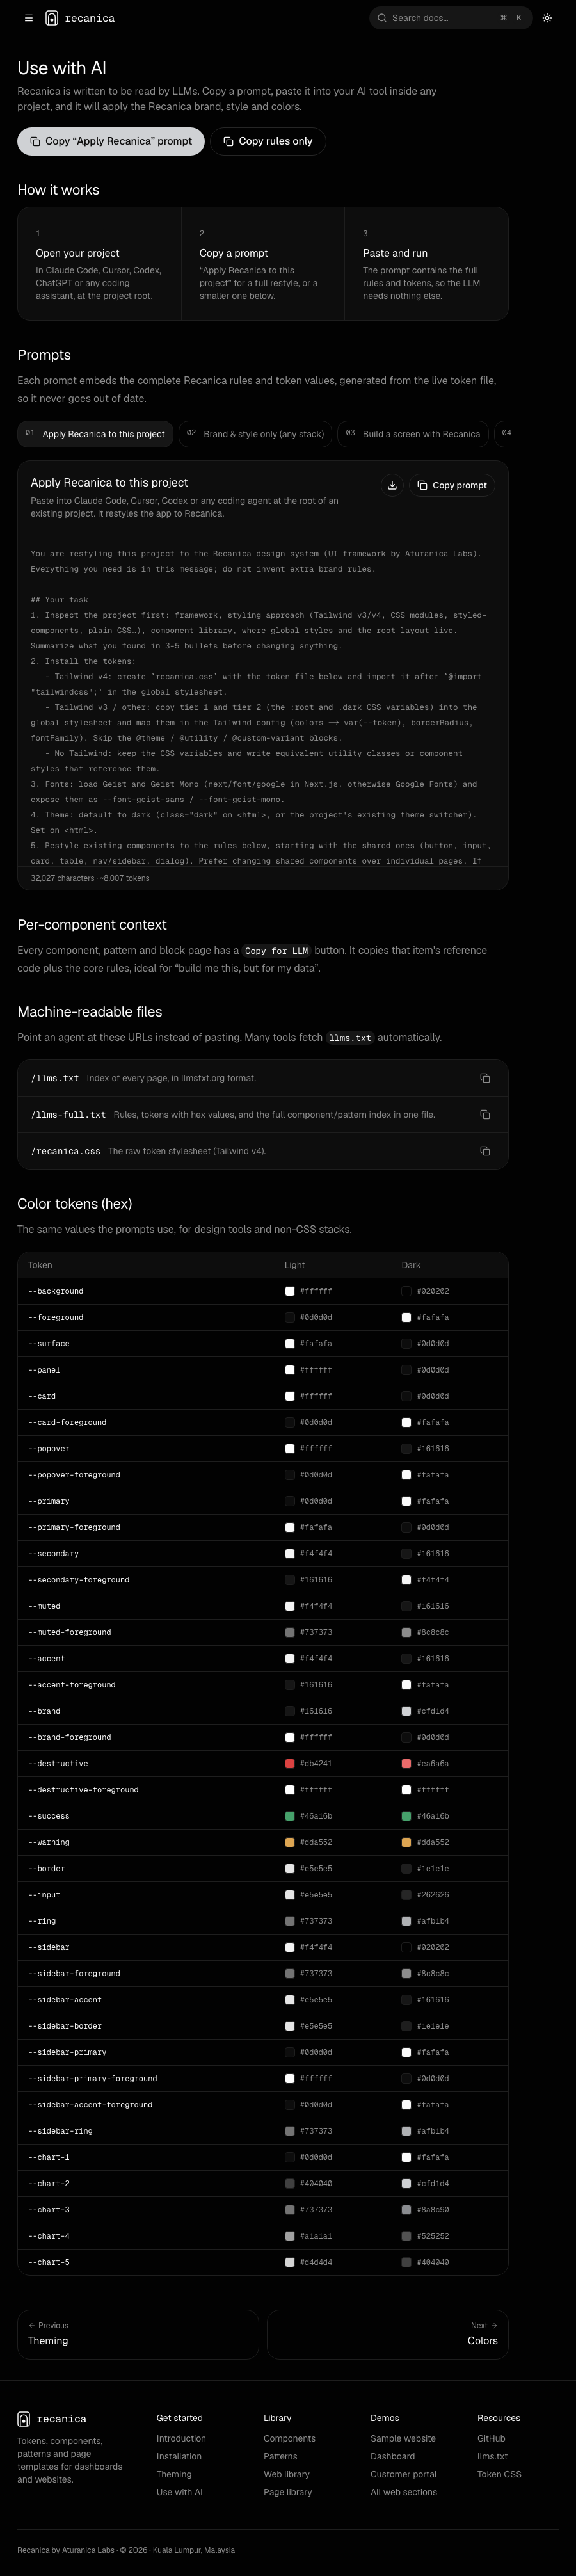 recanica
Search docs...
⌘ K
Use with AI
Recanica is written to be read by LLMs. Copy a prompt, paste it into your AI tool inside any
project, and it will apply the Recanica brand, style and colors.
Copy “Apply Recanica” prompt
Copy rules only
How it works
1
Open your project
In Claude Code, Cursor, Codex,
ChatGPT or any coding
assistant, at the project root.
2
Copy a prompt
“Apply Recanica to this
project” for a full restyle, or a
smaller one below.
3
Paste and run
The prompt contains the full
rules and tokens, so the LLM
needs nothing else.
Prompts
Each prompt embeds the complete Recanica rules and token values, generated from the live token file,
so it never goes out of date.
01 Apply Recanica to this project
02 Brand & style only (any stack)
03 Build a screen with Recanica
04
Apply Recanica to this project
Paste into Claude Code, Cursor, Codex or any coding agent at the root of an
existing project. It restyles the app to Recanica.
Copy prompt
You are restyling this project to the Recanica design system (UI framework by Aturanica Labs).
Everything you need is in this message; do not invent extra brand rules.
## Your task
1. Inspect the project first: framework, styling approach (Tailwind v3/v4, CSS modules, styled-
components, plain CSS…), component library, where global styles and the root layout live.
Summarize what you found in 3-5 bullets before changing anything.
2. Install the tokens:
- Tailwind v4: create `recanica.css` with the token file below and import it after `@import
"tailwindcss";` in the global stylesheet.
- Tailwind v3 / other: copy tier 1 and tier 2 (the :root and .dark CSS variables) into the
global stylesheet and map them in the Tailwind config (colors → var(--token), borderRadius,
fontFamily). Skip the @theme / @utility / @custom-variant blocks.
- No Tailwind: keep the CSS variables and write equivalent utility classes or component
styles that reference them.
3. Fonts: load Geist and Geist Mono (next/font/google in Next.js, otherwise Google Fonts) and
expose them as --font-geist-sans / --font-geist-mono.
4. Theme: default to dark (class="dark" on <html>, or the project's existing theme switcher).
Set on <html>.
5. Restyle existing components to the rules below, starting with the shared ones (button, input,
card, table, nav/sidebar, dialog). Prefer changing shared components over individual pages. If
32,027 characters · ~8,007 tokens
Per-component context
Every component, pattern and block page has a Copy for LLM button. It copies that item’s reference
code plus the core rules, ideal for “build me this, but for my data”.
Machine-readable files
Point an agent at these URLs instead of pasting. Many tools fetch llms.txt automatically.
/llms.txt Index of every page, in llmstxt.org format.
/llms-full.txt Rules, tokens with hex values, and the full component/pattern index in one file.
/recanica.css The raw token stylesheet (Tailwind v4).
Color tokens (hex)
The same values the prompts use, for design tools and non-CSS stacks.
Token Light Dark
--background #ffffff #020202
--foreground #0d0d0d #fafafa
--surface #fafafa #0d0d0d
--panel #ffffff #0d0d0d
--card #ffffff #0d0d0d
--card-foreground #0d0d0d #fafafa
--popover #ffffff #161616
--popover-foreground #0d0d0d #fafafa
--primary #0d0d0d #fafafa
--primary-foreground #fafafa #0d0d0d
--secondary #f4f4f4 #161616
--secondary-foreground #161616 #f4f4f4
--muted #f4f4f4 #161616
--muted-foreground #737373 #8c8c8c
--accent #f4f4f4 #161616
--accent-foreground #161616 #fafafa
--brand #161616 #cfd1d4
--brand-foreground #ffffff #0d0d0d
--destructive #db4241 #ea6a6a
--destructive-foreground #ffffff #ffffff
--success #46a16b #46a16b
--warning #dda552 #dda552
--border #e5e5e5 #1e1e1e
--input #e5e5e5 #262626
--ring #737373 #afb1b4
--sidebar #f4f4f4 #020202
--sidebar-foreground #737373 #8c8c8c
--sidebar-accent #e5e5e5 #161616
--sidebar-border #e5e5e5 #1e1e1e
--sidebar-primary #0d0d0d #fafafa
--sidebar-primary-foreground #ffffff #0d0d0d
--sidebar-accent-foreground #0d0d0d #fafafa
--sidebar-ring #737373 #afb1b4
--chart-1 #0d0d0d #fafafa
--chart-2 #404040 #cfd1d4
--chart-3 #737373 #8a8c90
--chart-4 #a1a1a1 #525252
--chart-5 #d4d4d4 #404040
← Previous
Theming
Next →
Colors
recanica
Tokens, components,
patterns and page
templates for dashboards
and websites.
Get started
Introduction
Installation
Theming
Use with AI
Library
Components
Patterns
Web library
Page library
Demos
Sample website
Dashboard
Customer portal
All web sections
Resources
GitHub
llms.txt
Token CSS
Recanica by Aturanica Labs · © 2026 · Kuala Lumpur, Malaysia